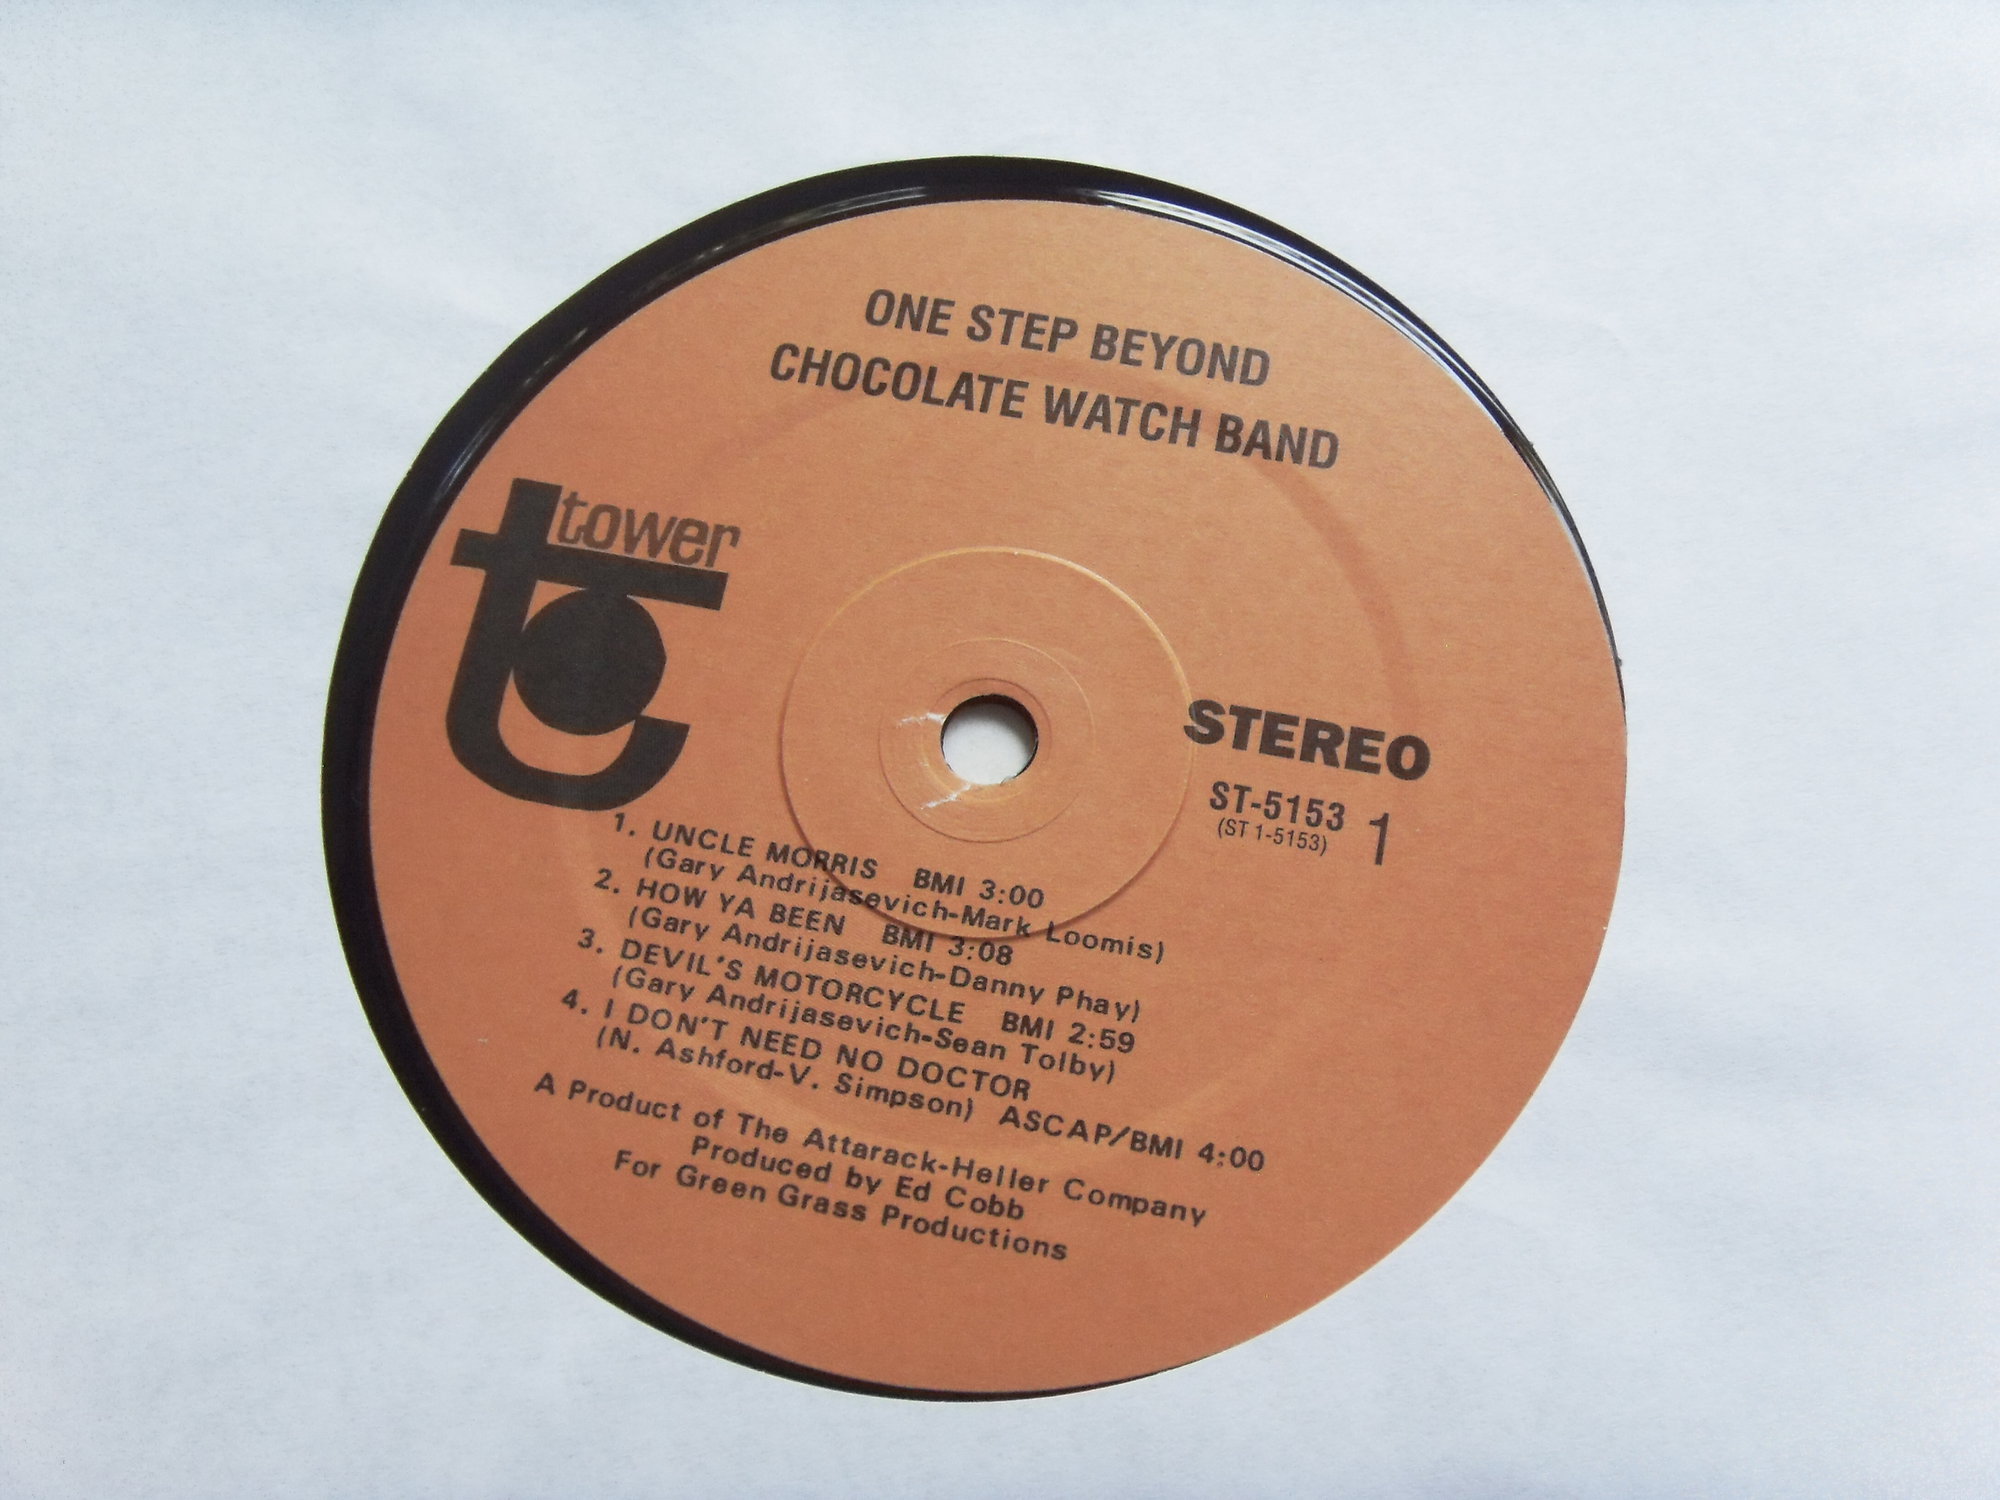 ONE STEP BEYOND
CHOCOLATE WATCH BAND
tower
STEREO
ST-5153 1
(ST 1-5153)
1. UNCLE MORRIS BMI 3:00
(Gary Andrijasevich-Mark Loomis)
2. HOW YA BEEN BMI 3:08
(Gary Andrijasevich-Danny Phay)
3. DEVIL'S MOTORCYCLE BMI 2:59
(Gary Andrijasevich-Sean Tolby)
4. I DON'T NEED NO DOCTOR
(N. Ashford-V. Simpson) ASCAP/BMI 4:00
A Product of The Attarack-Heller Company
Produced by Ed Cobb
For Green Grass Productions